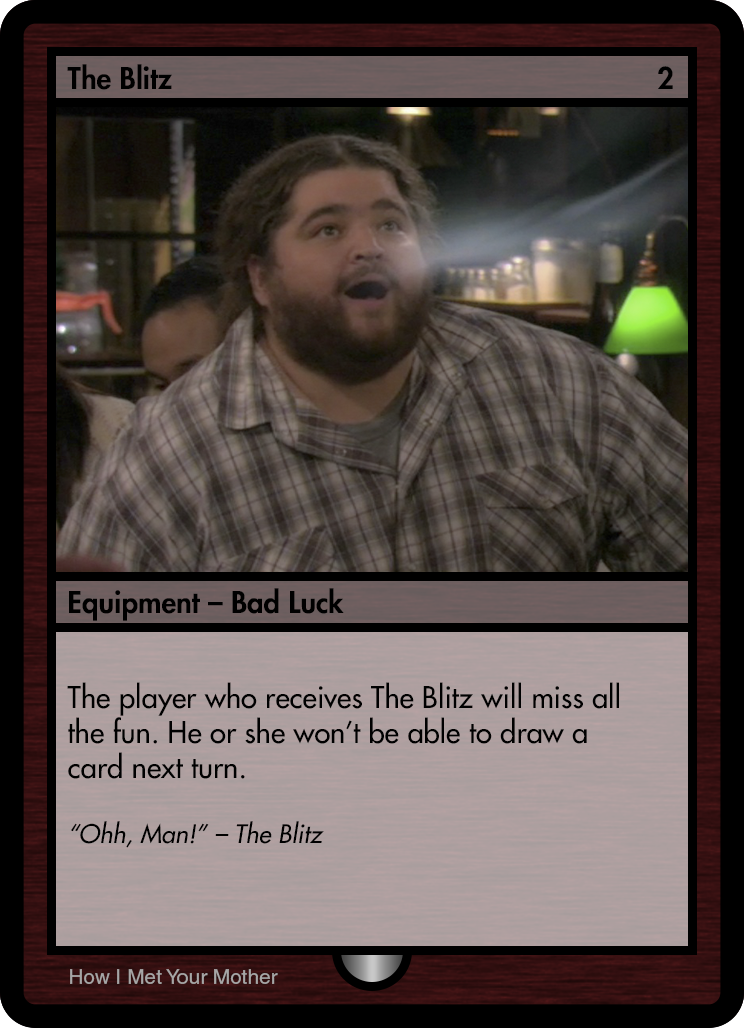 The Blitz 2
Equipment – Bad Luck
The player who receives The Blitz will miss all
the fun. He or she won’t be able to draw a
card next turn.
“Ohh, Man!” – The Blitz
How I Met Your Mother